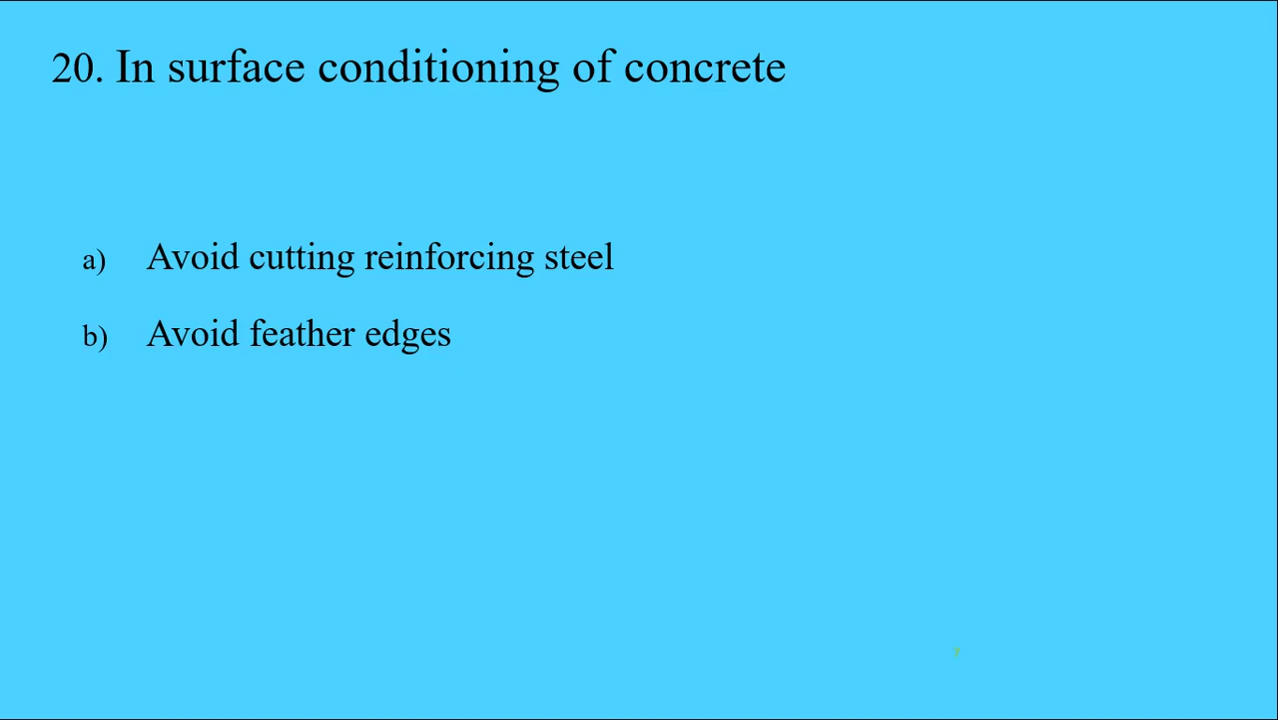 20. In surface conditioning of concrete
a) Avoid cutting reinforcing steel
b) Avoid feather edges